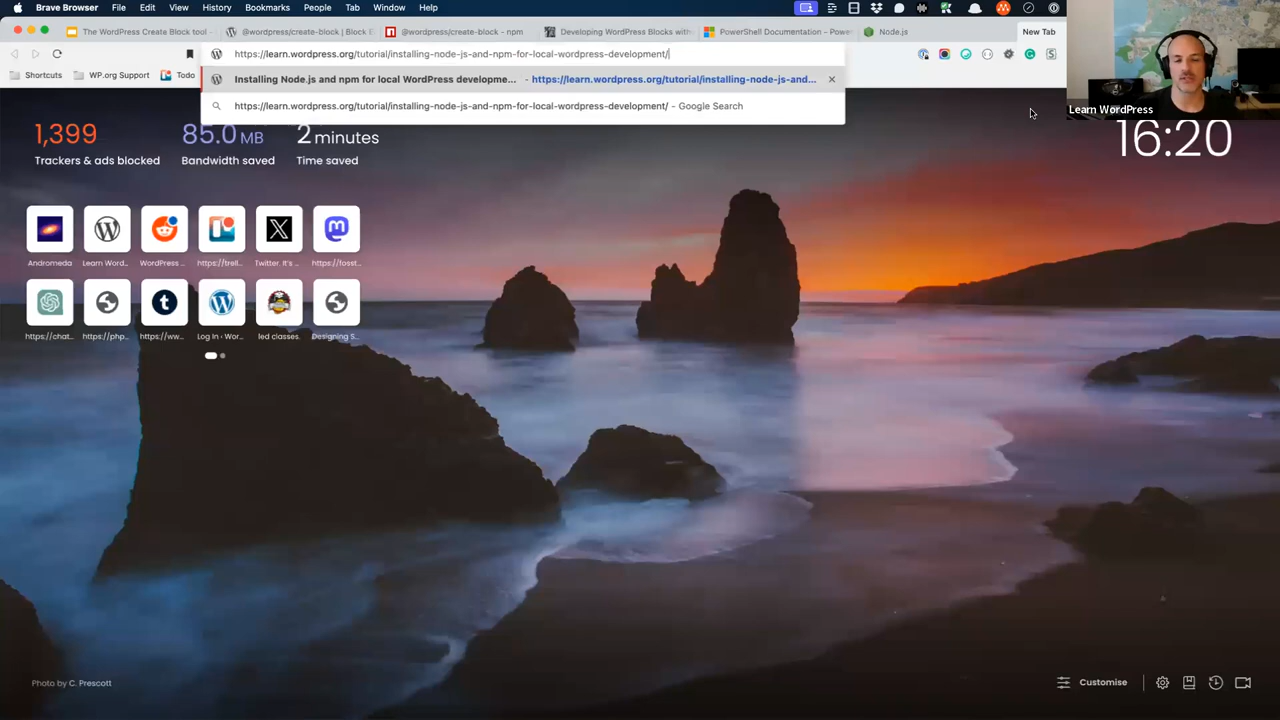 Brave Browser File Edit View History Bookmarks People Tab Window Help
The WordPress Create Block tool - @wordpress/create-block | Block E @wordpress/create-block - npm Developing WordPress Blocks with PowerShell Documentation - Power Node.js New Tab
https://learn.wordpress.org/tutorial/installing-node-js-and-npm-for-local-wordpress-development/
Shortcuts WP.org Support Todo
Installing Node.js and npm for local WordPress developme... - https://learn.wordpress.org/tutorial/installing-node-js-and...
https://learn.wordpress.org/tutorial/installing-node-js-and-npm-for-local-wordpress-development/ - Google Search
Learn WordPress
1,399 85.0 MB 2 minutes
Trackers & ads blocked Bandwidth saved Time saved
16:20
Andromeda Learn Word... WordPress ... https://trell... Twitter. It's ... https://fosst...
https://chat... https://php... https://ww... Log In ‹ Wor... led classes. Designing S...
Photo by C. Prescott
Customise